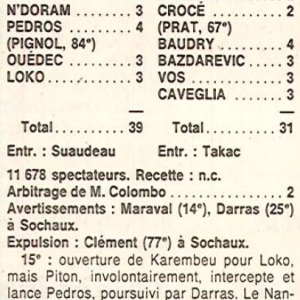 N'DORAM ........ 3
PEDROS ......... 4
(PIGNOL, 84e)
OUÉDEC ......... 3
LOKO ........... 3
Total ......... 39
Entr. : Suaudeau
CROCÉ .......... 2
(PRAT, 67e)
BAUDRY ......... 4
BAZDAREVIC ..... 3
VOS ............ 3
CAVEGLIA ....... 3
Total ......... 31
Entr. : Takac
11 678 spectateurs. Recette : n.c.
Arbitrage de M. Colombo .................... 2
Avertissements : Maraval (14e), Darras (25e)
à Sochaux.
Expulsion : Clément (77e) à Sochaux.
15e : ouverture de Karembeu pour Loko,
mais Piton, involontairement, intercepte et
lance Pedros, poursuivi par Darras. Le Nan-